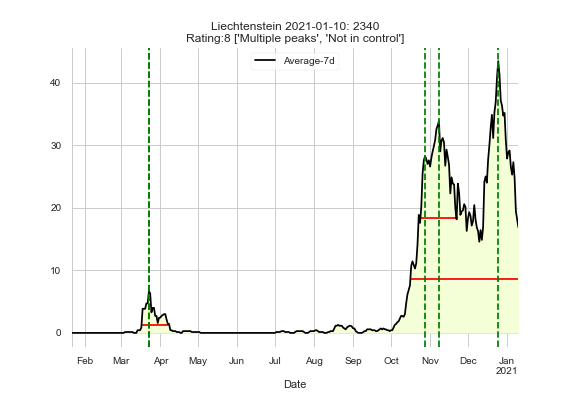 Liechtenstein 2021-01-10: 2340
Rating:8 ['Multiple peaks', 'Not in control']
Average-7d
40
30
20
10
0
Feb Mar Apr May Jun Jul Aug Sep Oct Nov Dec Jan
2021
Date